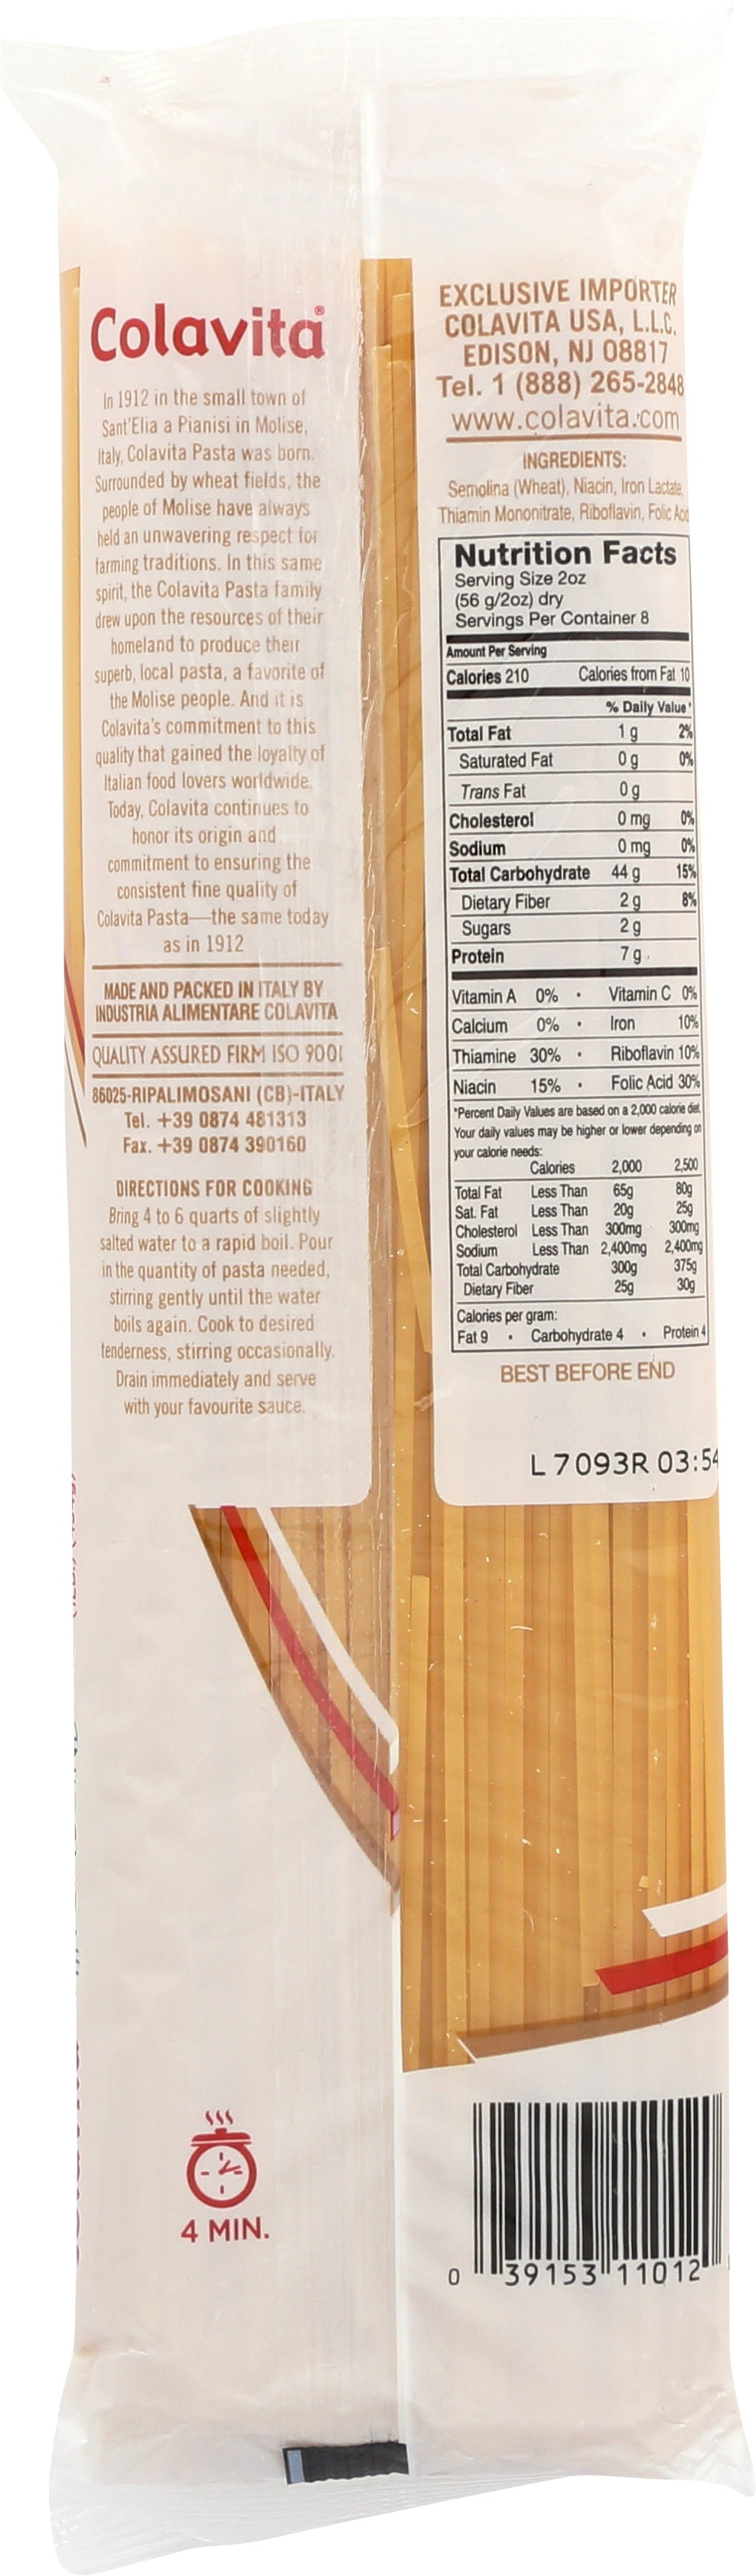 Colavita®
In 1912 in the small town of
Sant'Elia a Pianisi in Molise,
Italy, Colavita Pasta was born.
Surrounded by wheat fields, the
people of Molise have always
held an unwavering respect for
farming traditions. In this same
spirit, the Colavita Pasta family
drew upon the resources of their
homeland to produce their
superb, local pasta, a favorite of
the Molise people. And it is
Colavita's commitment to this
quality that gained the loyalty of
Italian food lovers worldwide.
Today, Colavita continues to
honor its origin and
commitment to ensuring the
consistent fine quality of
Colavita Pasta—the same today
as in 1912
MADE AND PACKED IN ITALY BY
INDUSTRIA ALIMENTARE COLAVITA
QUALITY ASSURED FIRM ISO 9001
86025-RIPALIMOSANI (CB)-ITALY
Tel. +39 0874 481313
Fax. +39 0874 390160
DIRECTIONS FOR COOKING
Bring 4 to 6 quarts of slightly
salted water to a rapid boil. Pour
in the quantity of pasta needed,
stirring gently until the water
boils again. Cook to desired
tenderness, stirring occasionally.
Drain immediately and serve
with your favourite sauce.
4 MIN.
EXCLUSIVE IMPORTER
COLAVITA USA, L.L.C.
EDISON, NJ 08817
Tel. 1 (888) 265-2848
www.colavita.com
INGREDIENTS:
Semolina (Wheat), Niacin, Iron Lactate,
Thiamin Mononitrate, Riboflavin, Folic Acid
Nutrition Facts
Serving Size 2oz
(56 g/2oz) dry
Servings Per Container 8
Amount Per Serving
Calories 210 Calories from Fat 10
% Daily Value*
Total Fat 1 g 2%
Saturated Fat 0 g 0%
Trans Fat 0 g
Cholesterol 0 mg 0%
Sodium 0 mg 0%
Total Carbohydrate 44 g 15%
Dietary Fiber 2 g 8%
Sugars 2 g
Protein 7 g
Vitamin A 0% • Vitamin C 0%
Calcium 0% • Iron 10%
Thiamine 30% • Riboflavin 10%
Niacin 15% • Folic Acid 30%
*Percent Daily Values are based on a 2,000 calorie diet.
Your daily values may be higher or lower depending on
your calorie needs:
Calories 2,000 2,500
Total Fat Less Than 65g 80g
Sat. Fat Less Than 20g 25g
Cholesterol Less Than 300mg 300mg
Sodium Less Than 2,400mg 2,400mg
Total Carbohydrate 300g 375g
Dietary Fiber 25g 30g
Calories per gram:
Fat 9 • Carbohydrate 4 • Protein 4
BEST BEFORE END
L7093R 03:54
0 39153 11012